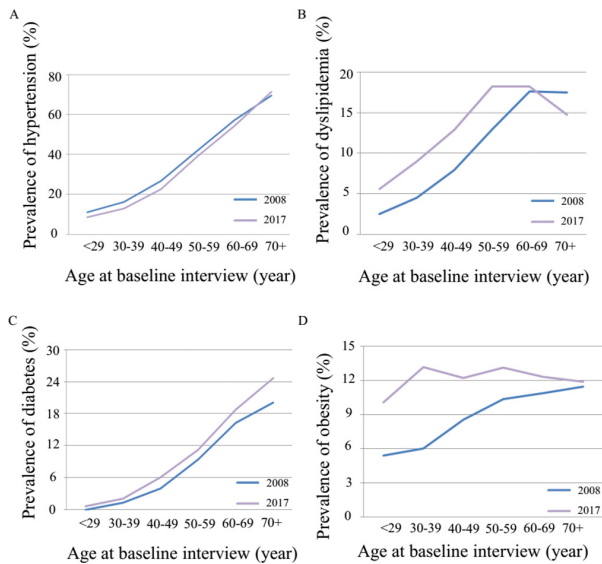 A
Prevalence of hypertension (%)
80
60
40
20
0
<29 30-39 40-49 50-59 60-69 70+
2008
2017
Age at baseline interview (year)
B
Prevalence of dyslipidemia (%)
20
15
10
5
0
<29 30-39 40-49 50-59 60-69 70+
2008
2017
Age at baseline interview (year)
C
Prevalence of diabetes (%)
30
24
18
12
6
0
<29 30-39 40-49 50-59 60-69 70+
2008
2017
Age at baseline interview (year)
D
Prevalence of obesity (%)
15
12
9
6
3
0
<29 30-39 40-49 50-59 60-69 70+
2008
2017
Age at baseline interview (year)